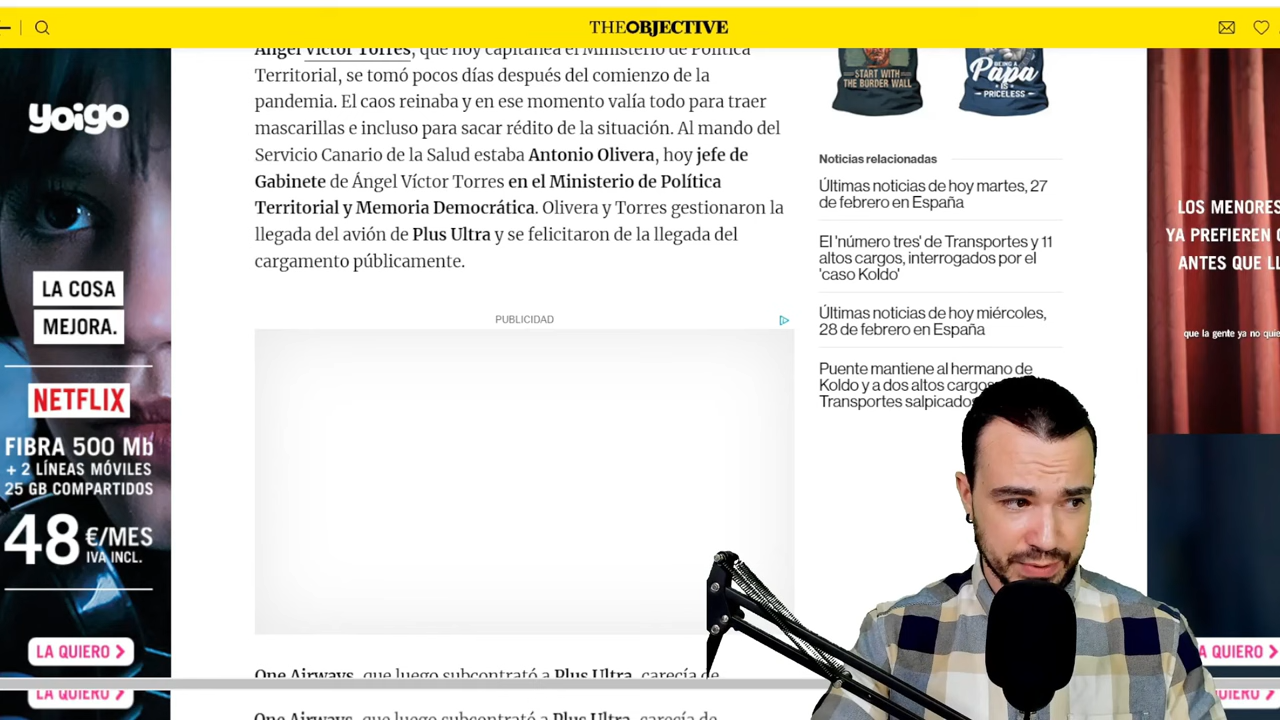 THEOBJECTIVE
Ángel Víctor Torres, que hoy capitanea el Ministerio de Política
Territorial, se tomó pocos días después del comienzo de la
pandemia. El caos reinaba y en ese momento valía todo para traer
mascarillas e incluso para sacar rédito de la situación. Al mando del
Servicio Canario de la Salud estaba Antonio Olivera, hoy jefe de
Gabinete de Ángel Víctor Torres en el Ministerio de Política
Territorial y Memoria Democrática. Olivera y Torres gestionaron la
llegada del avión de Plus Ultra y se felicitaron de la llegada del
cargamento públicamente.
PUBLICIDAD
One Airways, que luego subcontrató a Plus Ultra, carecía de
One Airways, que luego subcontrató a Plus Ultra, carecía de
START WITH
THE BORDER WALL
BEING A
Papa
IS
PRICELESS
Noticias relacionadas
Últimas noticias de hoy martes, 27
de febrero en España
El 'número tres' de Transportes y 11
altos cargos, interrogados por el
'caso Koldo'
Últimas noticias de hoy miércoles,
28 de febrero en España
Puente mantiene al hermano de
Koldo y a dos altos cargos
Transportes salpicados
yoigo
LA COSA
MEJORA.
NETFLIX
FIBRA 500 Mb
+ 2 LÍNEAS MÓVILES
25 GB COMPARTIDOS
48 €/MES
IVA INCL.
LA QUIERO
LA QUIERO
LOS MENORES
YA PREFIEREN
ANTES QUE
que la gente ya no
A QUIERO
UIERO